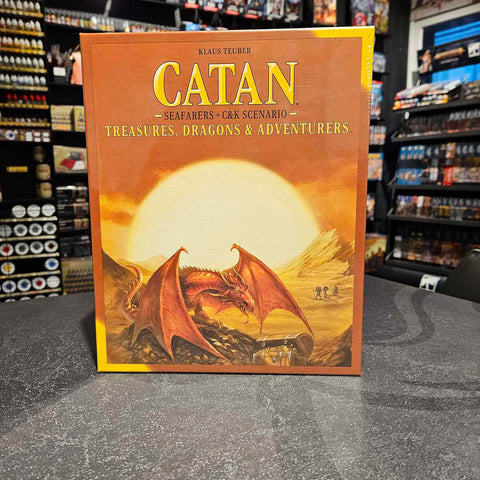 KLAUS TEUBER
CATAN
SEAFARERS + C&K SCENARIO
TREASURES, DRAGONS & ADVENTURERS